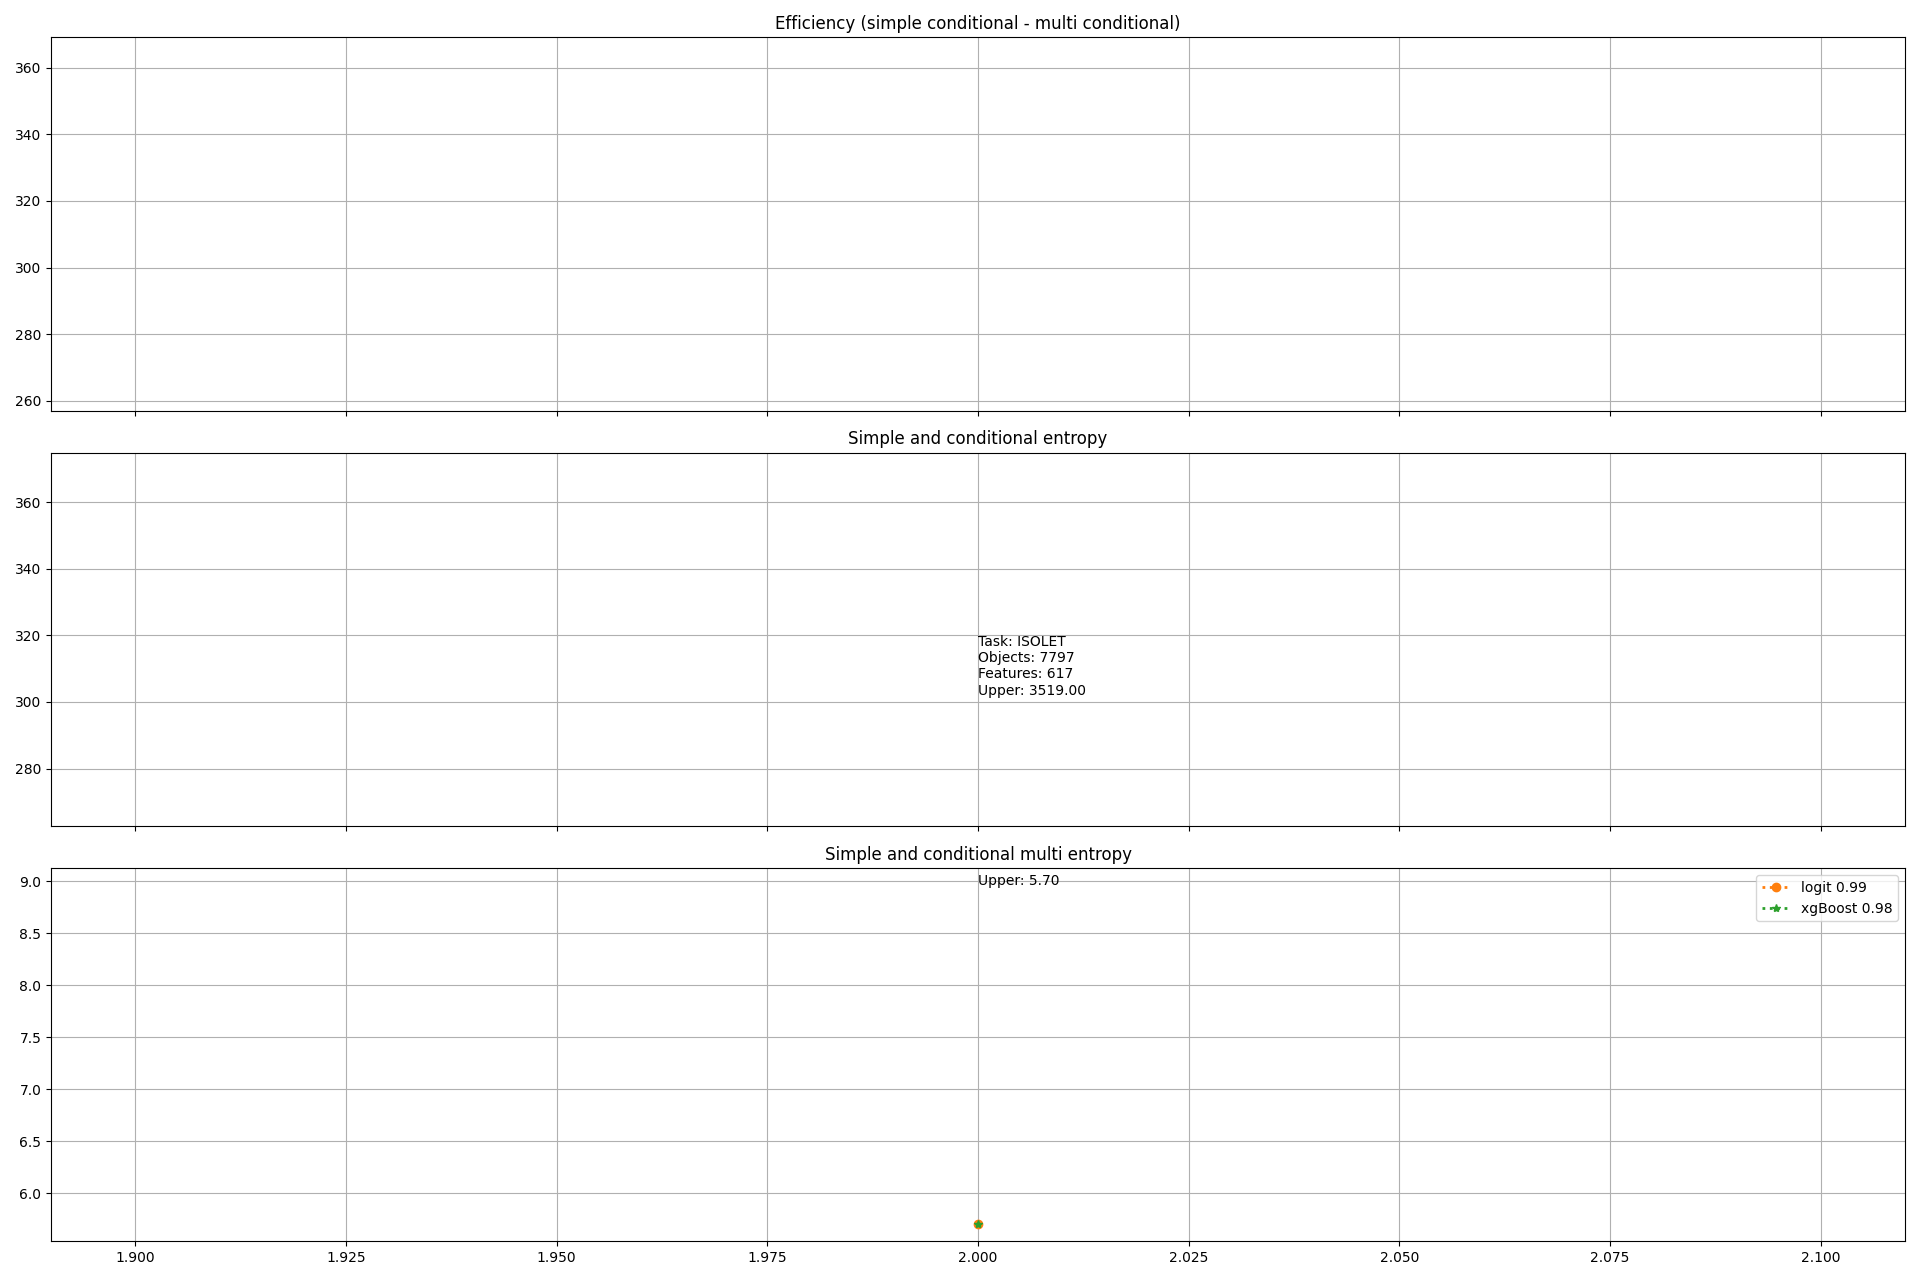 Efficiency (simple conditional - multi conditional)
360
340
320
300
280
260
Simple and conditional entropy
360
340
320
300
280
Task: ISOLET
Objects: 7797
Features: 617
Upper: 3519.00
Simple and conditional multi entropy
9.0
8.5
8.0
7.5
7.0
6.5
6.0
Upper: 5.70
logit 0.99
xgBoost 0.98
1.900 1.925 1.950 1.975 2.000 2.025 2.050 2.075 2.100